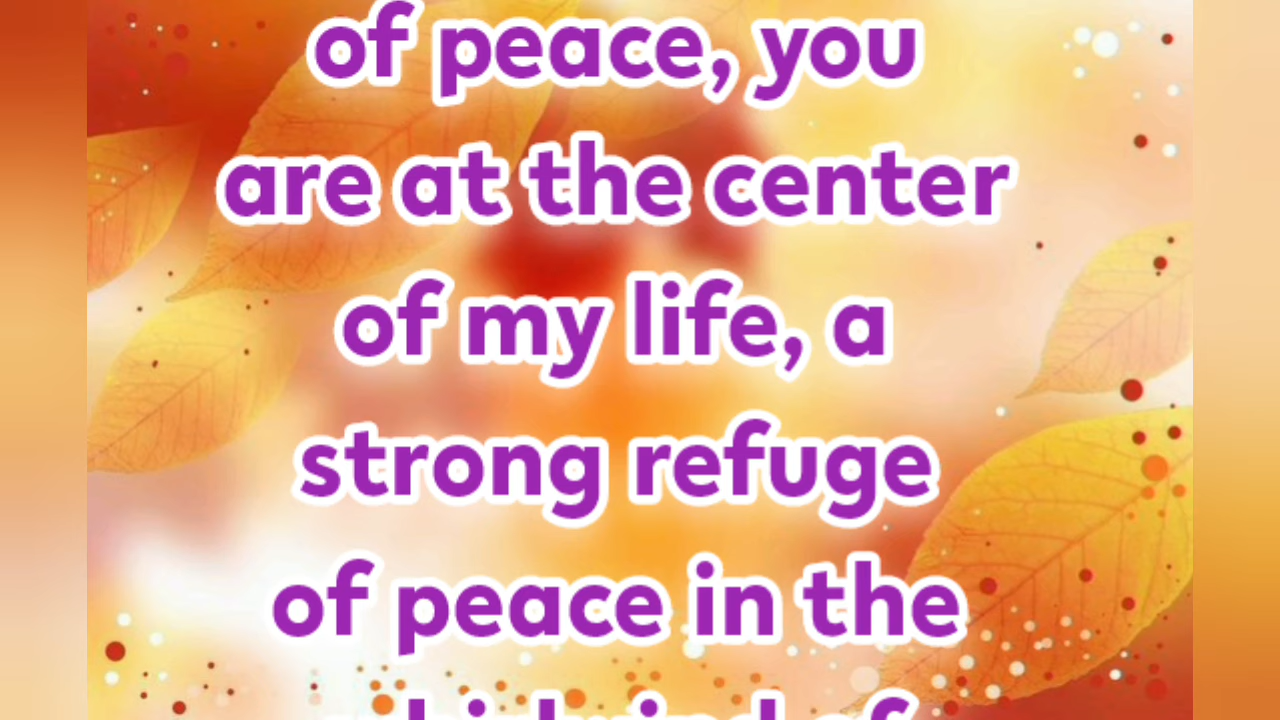 of peace, you
are at the center
of my life, a
strong refuge
of peace in the